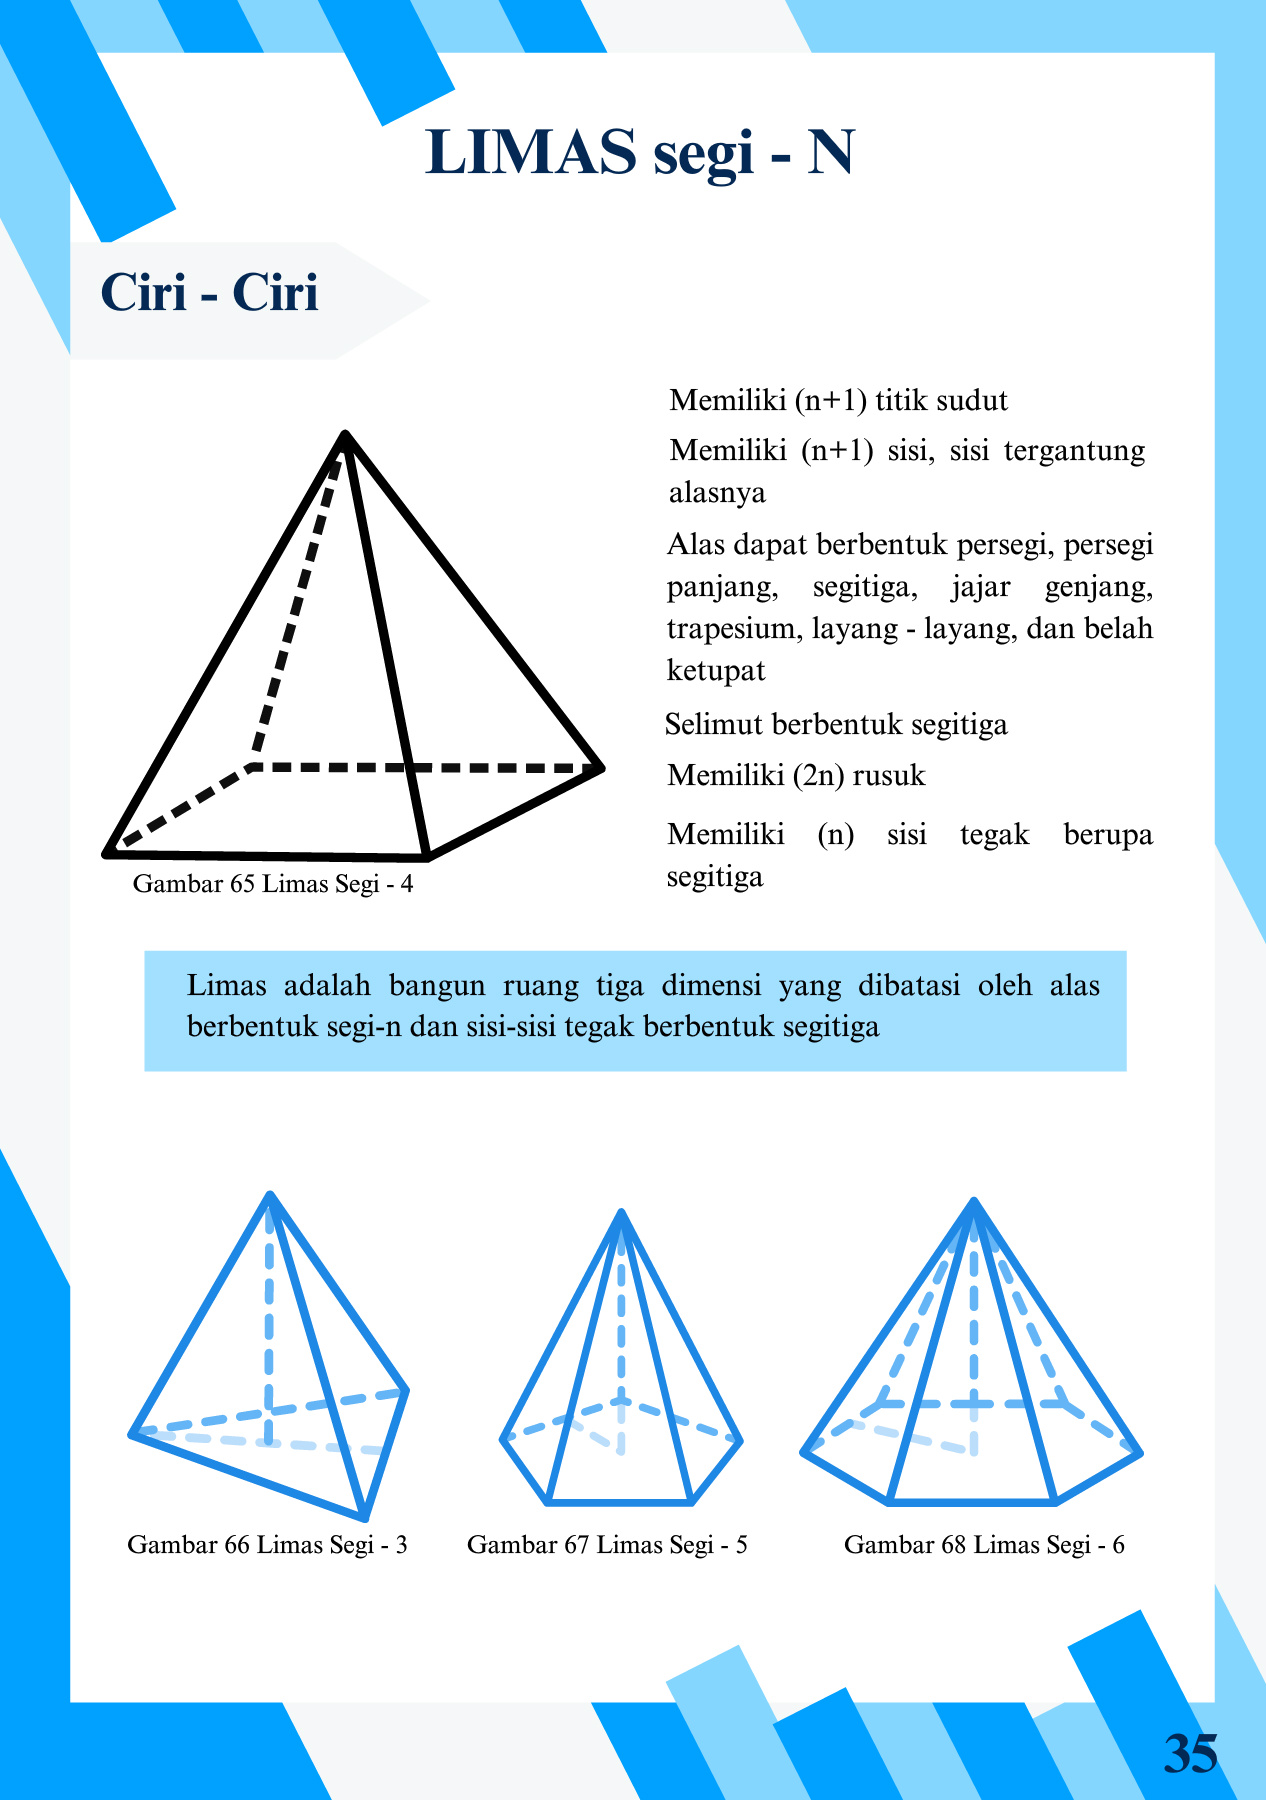 LIMAS segi - N
Ciri - Ciri
Memiliki (n+1) titik sudut
Memiliki (n+1) sisi, sisi tergantung
alasnya
Alas dapat berbentuk persegi, persegi
panjang, segitiga, jajar genjang,
trapesium, layang - layang, dan belah
ketupat
Selimut berbentuk segitiga
Memiliki (2n) rusuk
Memiliki (n) sisi tegak berupa
segitiga
Gambar 65 Limas Segi - 4
Limas adalah bangun ruang tiga dimensi yang dibatasi oleh alas
berbentuk segi-n dan sisi-sisi tegak berbentuk segitiga
Gambar 66 Limas Segi - 3
Gambar 67 Limas Segi - 5
Gambar 68 Limas Segi - 6
35